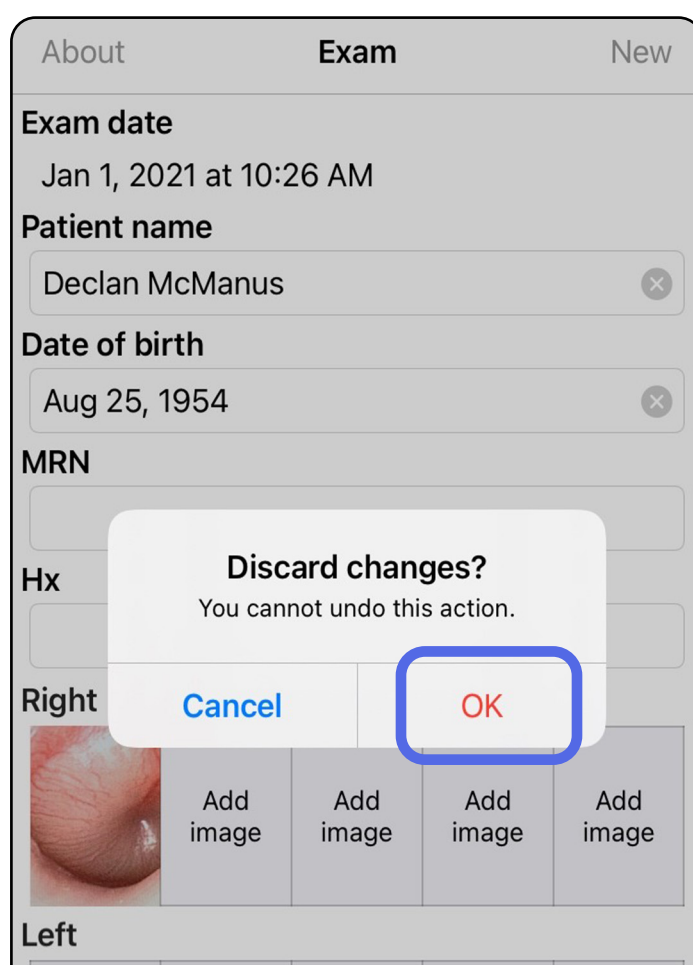 About Exam New
Exam date
Jan 1, 2021 at 10:26 AM
Patient name
Declan McManus
Date of birth
Aug 25, 1954
MRN
Discard changes?
Hx
You cannot undo this action.
Right
Cancel OK
Add image
Add image
Add image
Add image
Left